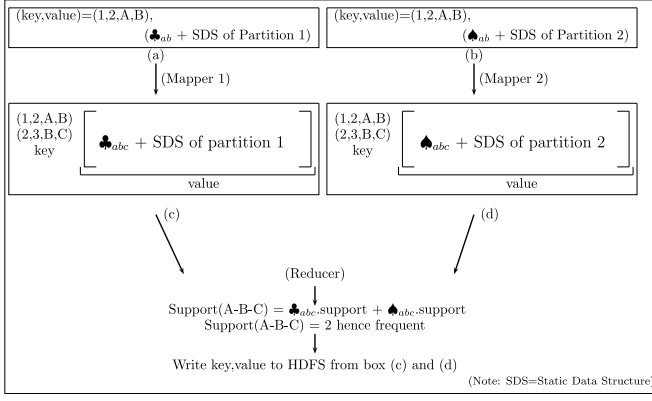 (key,value)=(1,2,A,B),
(♣ab + SDS of Partition 1)
(a)
(Mapper 1)
(key,value)=(1,2,A,B),
(♠ab + SDS of Partition 2)
(b)
(Mapper 2)
(1,2,A,B)
(2,3,B,C)
key
♣abc + SDS of partition 1
value
(c)
(1,2,A,B)
(2,3,B,C)
key
♠abc + SDS of partition 2
value
(d)
(Reducer)
Support(A-B-C) = ♣abc.support + ♠abc.support
Support(A-B-C) = 2 hence frequent
Write key,value to HDFS from box (c) and (d)
(Note: SDS=Static Data Structure)